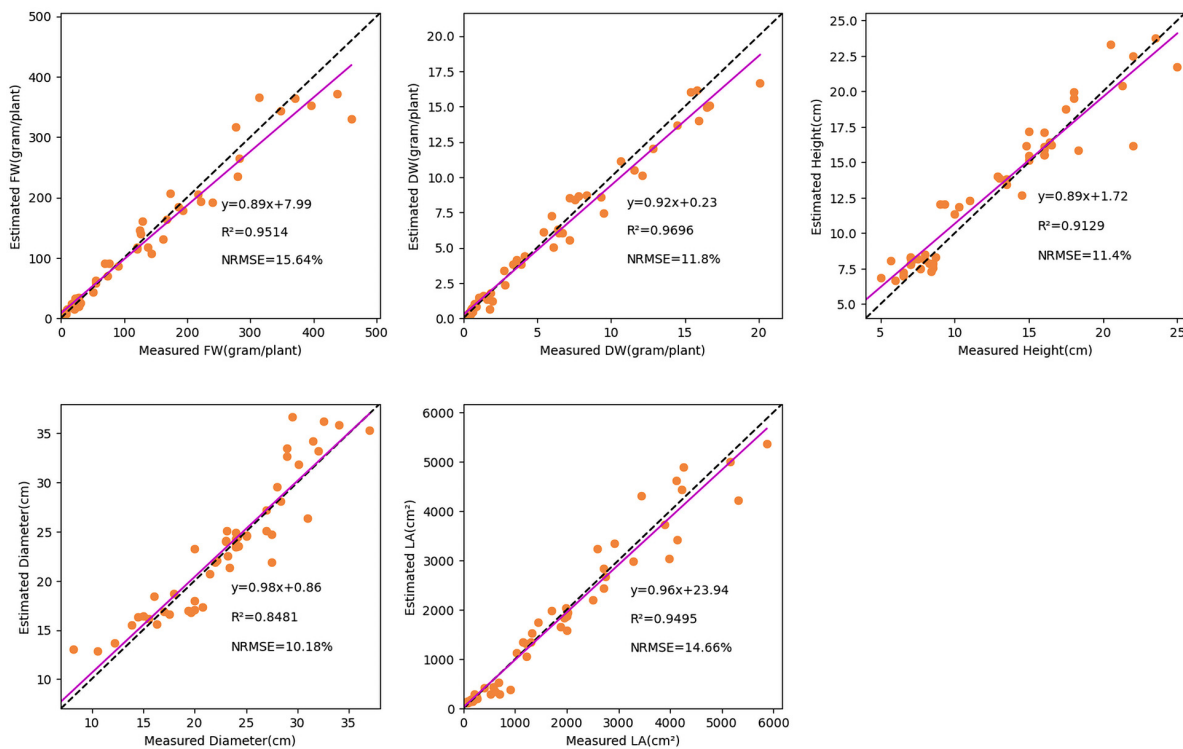 500
400
300
200
100
0
Estimated FW(gram/plant)
y=0.89x+7.99
R²=0.9514
NRMSE=15.64%
0 100 200 300 400 500
Measured FW(gram/plant)
20.0
17.5
15.0
12.5
10.0
7.5
5.0
2.5
0.0
Estimated DW(gram/plant)
y=0.92x+0.23
R²=0.9696
NRMSE=11.8%
0 5 10 15 20
Measured DW(gram/plant)
25.0
22.5
20.0
17.5
15.0
12.5
10.0
7.5
5.0
Estimated Height(cm)
y=0.89x+1.72
R²=0.9129
NRMSE=11.4%
5 10 15 20 25
Measured Height(cm)
35
30
25
20
15
10
Estimated Diameter(cm)
y=0.98x+0.86
R²=0.8481
NRMSE=10.18%
10 15 20 25 30 35
Measured Diameter(cm)
6000
5000
4000
3000
2000
1000
0
Estimated LA(cm²)
y=0.96x+23.94
R²=0.9495
NRMSE=14.66%
0 1000 2000 3000 4000 5000 6000
Measured LA(cm²)